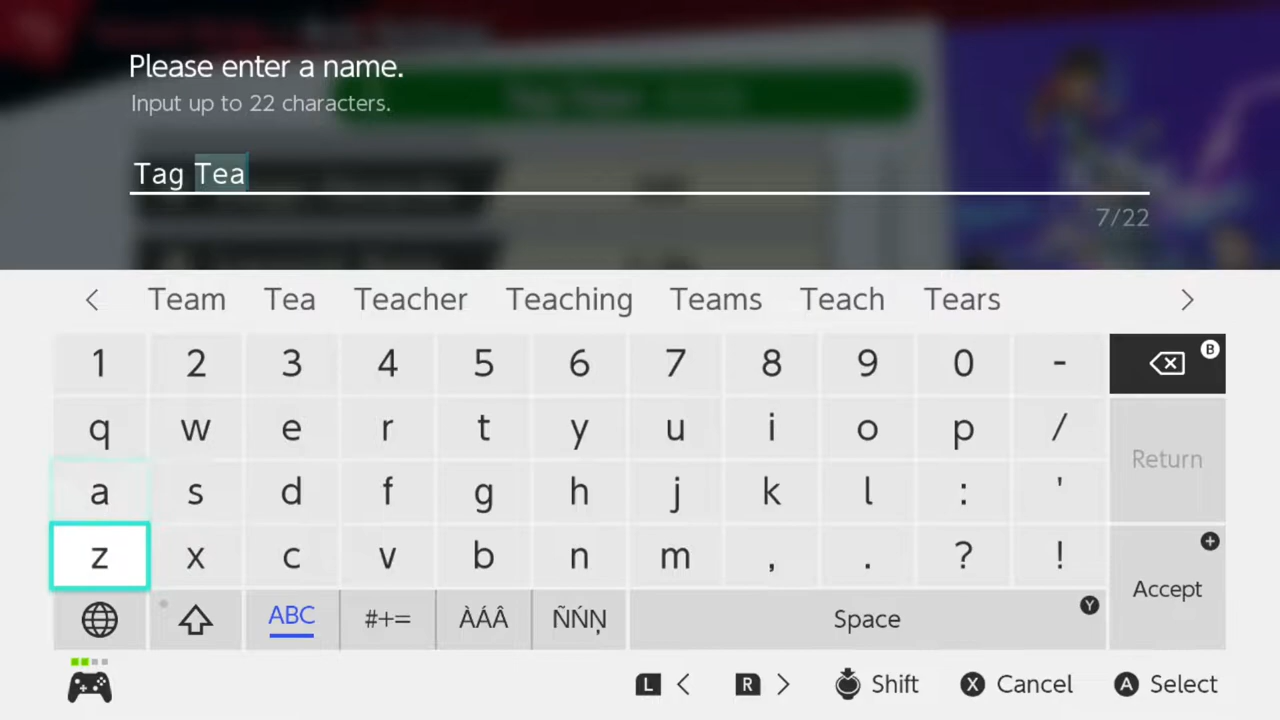 Please enter a name.
Input up to 22 characters.
Tag Tea
7/22
Team Tea Teacher Teaching Teams Teach Tears
1 2 3 4 5 6 7 8 9 0 - B
q w e r t y u i o p / Return
a s d f g h j k l : '
z x c v b n m , . ? ! + Accept
ABC #+= ÀÁÂ ÑŃŅ Space Y
L R Shift X Cancel A Select